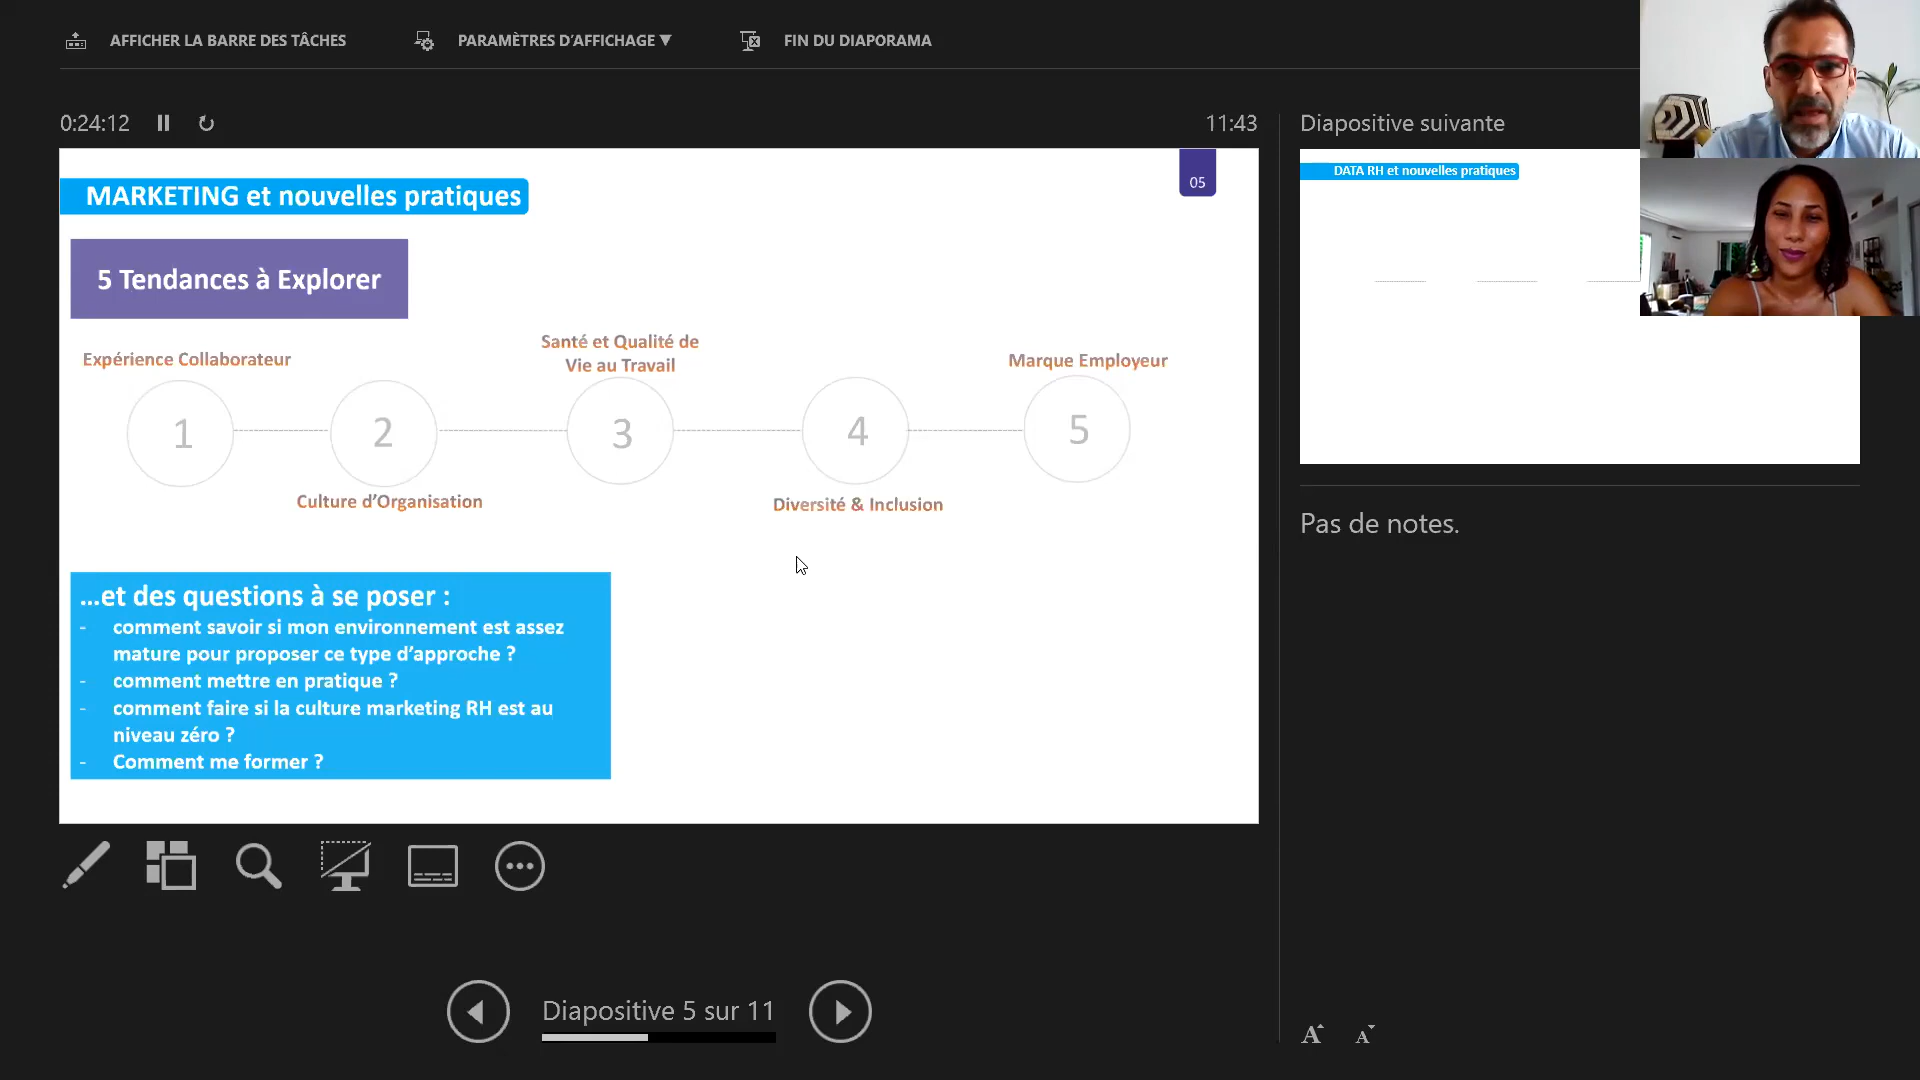 AFFICHER LA BARRE DES TÂCHES
PARAMÈTRES D'AFFICHAGE ▼
FIN DU DIAPORAMA
0:24:12
11:43
Diapositive suivante
MARKETING et nouvelles pratiques
05
5 Tendances à Explorer
Expérience Collaborateur
Santé et Qualité de
Vie au Travail
Marque Employeur
1
2
3
4
5
Culture d'Organisation
Diversité & Inclusion
...et des questions à se poser :
- comment savoir si mon environnement est assez
mature pour proposer ce type d'approche ?
- comment mettre en pratique ?
- comment faire si la culture marketing RH est au
niveau zéro ?
- Comment me former ?
DATA RH et nouvelles pratiques
Pas de notes.
Diapositive 5 sur 11
A A